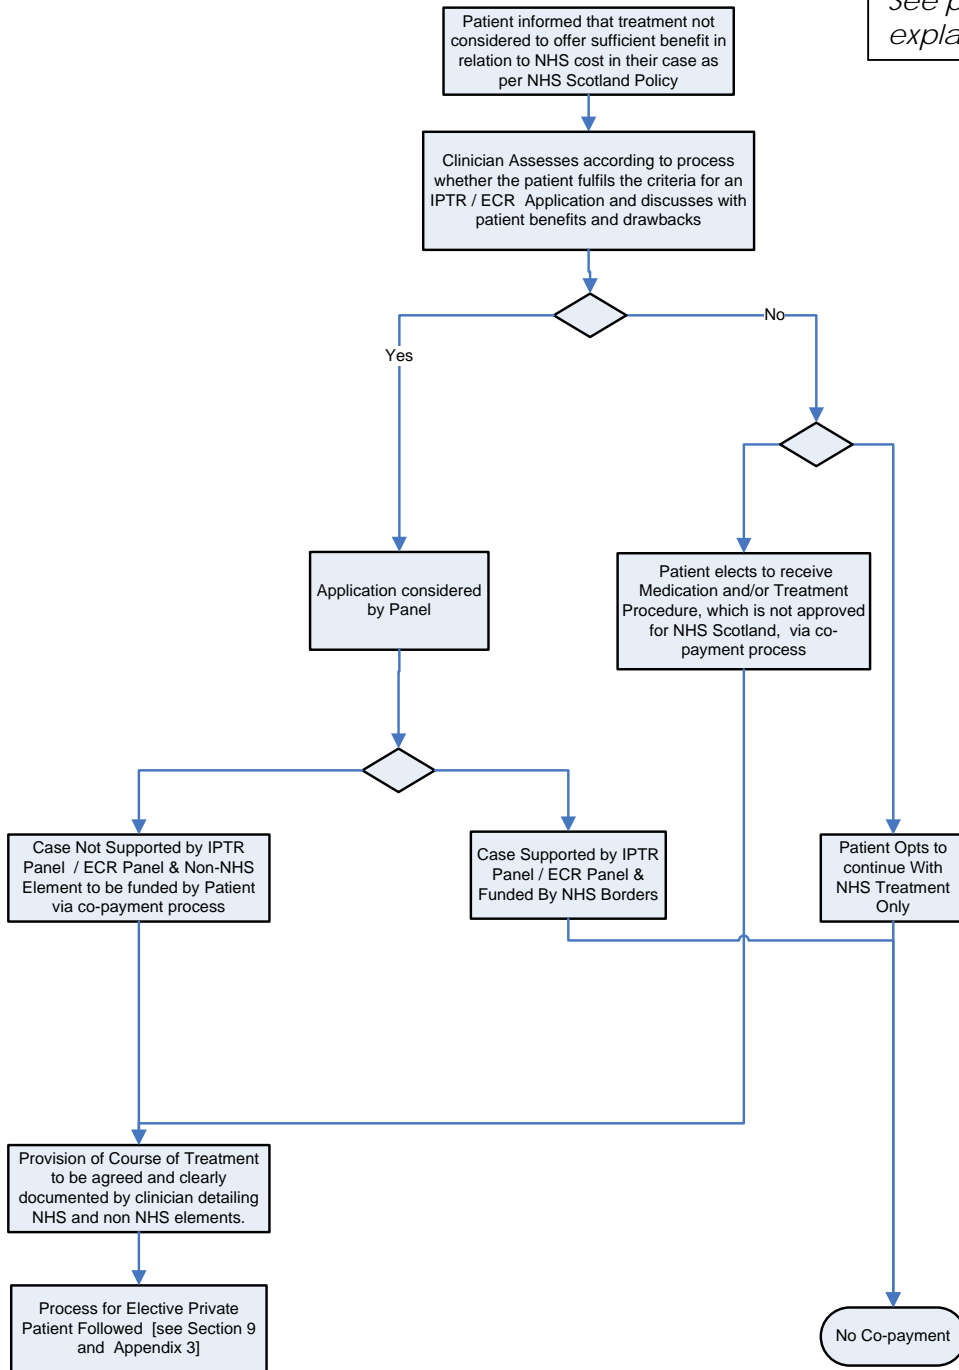 See p
expla
Patient informed that treatment not
considered to offer sufficient benefit in
relation to NHS cost in their case as
per NHS Scotland Policy
Clinician Assesses according to process
whether the patient fulfils the criteria for an
IPTR / ECR Application and discusses with
patient benefits and drawbacks
No
Yes
Application considered
by Panel
Patient elects to receive
Medication and/or Treatment
Procedure, which is not approved
for NHS Scotland, via co-
payment process
Case Not Supported by IPTR
Panel / ECR Panel & Non-NHS
Element to be funded by Patient
via co-payment process
Case Supported by IPTR
Panel / ECR Panel &
Funded By NHS Borders
Patient Opts to
continue With
NHS Treatment
Only
Provision of Course of Treatment
to be agreed and clearly
documented by clinician detailing
NHS and non NHS elements.
Process for Elective Private
Patient Followed [see Section 9
and Appendix 3]
No Co-payment